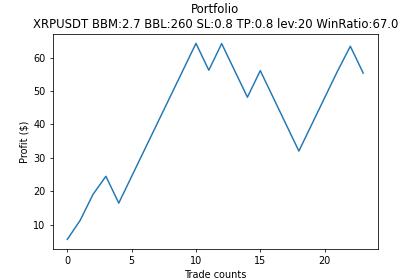 Portfolio
XRPUSDT BBM:2.7 BBL:260 SL:0.8 TP:0.8 lev:20 WinRatio:67.0
60
50
40
30
20
10
Profit ($)
0 5 10 15 20
Trade counts